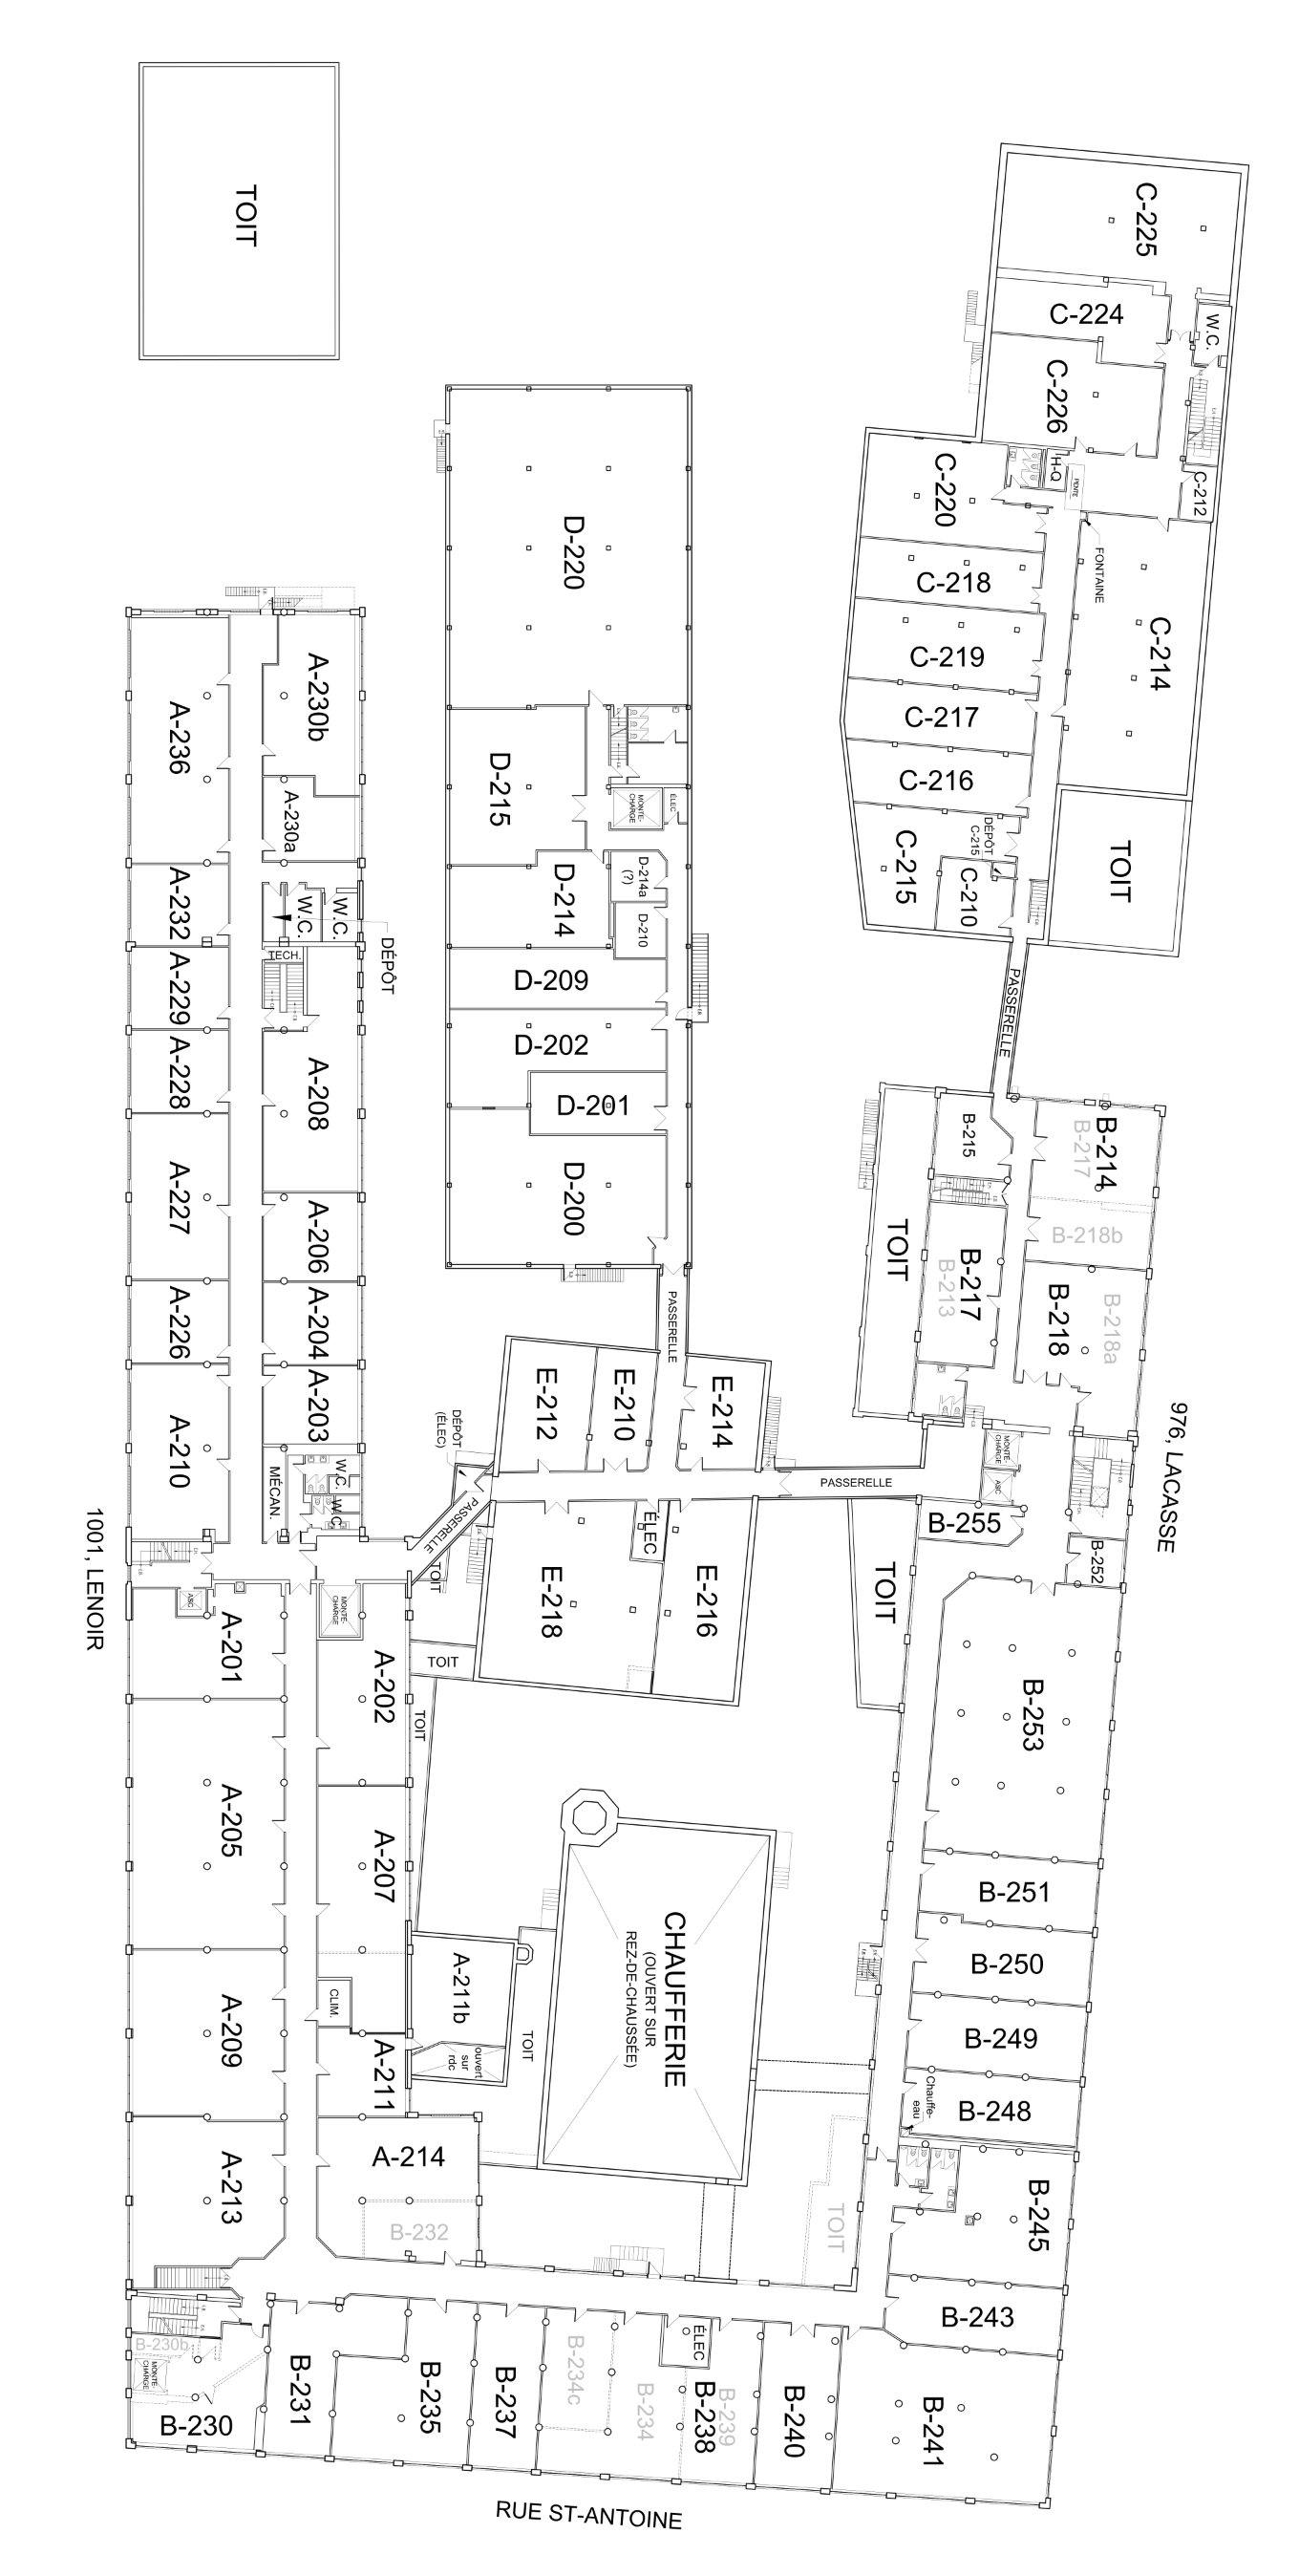 TOIT
C-225
C-224
W.C.
C-226
H-Q
PENTE
C-212
C-220
FONTAINE
C-218
C-214
C-219
C-217
C-216
DÉPÔT
C-215
C-215
C-210
TOIT
PASSERELLE
D-220
D-215
MONTE-
CHARGE
ÉLEC
D-214
D-214a
(?)
D-210
D-209
D-202
D-201
D-200
PASSERELLE
A-230b
A-236
A-230a
A-232
W.C.
W.C.
DÉPÔT
TECH.
A-229
A-228
A-208
A-227
A-206
A-226
A-204
A-203
A-210
MÉCAN.
W.C.
W.C.
1001, LENOIR
B-214
B-217
B-215
B-218b
TOIT
B-217
B-213
B-218
B-218a
976, LACASSE
E-212
E-210
E-214
DÉPÔT
(ÉLEC)
PASSERELLE
PASSERELLE
MONTE-
CHARGE
ASC
B-255
B-252
ÉLEC
E-218
E-216
TOIT
TOIT
TOIT
TOIT
ASC
MONTE-
CHARGE
A-201
A-202
B-253
A-205
A-207
CHAUFFERIE
(OUVERT SUR
REZ-DE-CHAUSSÉE)
B-251
B-250
B-249
Chauffe-
eau
B-248
A-211b
CLIM.
A-209
A-211
ouvert
sur
rdc
TOIT
A-213
A-214
B-232
TOIT
B-245
B-243
B-230b
MONTE-
CHARGE
B-230
B-231
B-235
B-237
B-234c
B-234
ÉLEC
B-238
B-239
B-240
B-241
RUE ST-ANTOINE